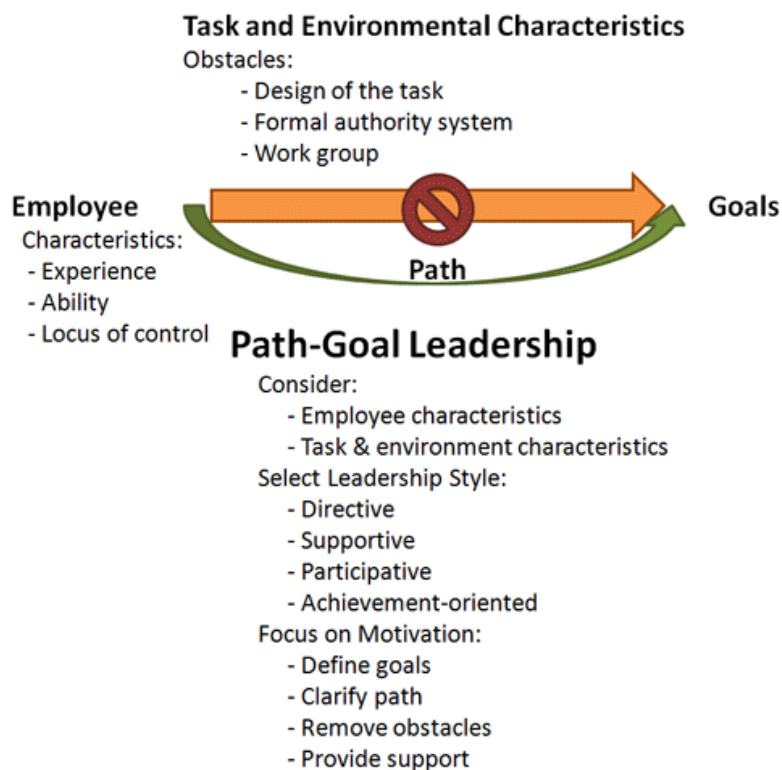 Task and Environmental Characteristics
Obstacles:
- Design of the task
- Formal authority system
- Work group
Employee
Characteristics:
- Experience
- Ability
- Locus of control
Path
Goals
Path-Goal Leadership
Consider:
- Employee characteristics
- Task & environment characteristics
Select Leadership Style:
- Directive
- Supportive
- Participative
- Achievement-oriented
Focus on Motivation:
- Define goals
- Clarify path
- Remove obstacles
- Provide support